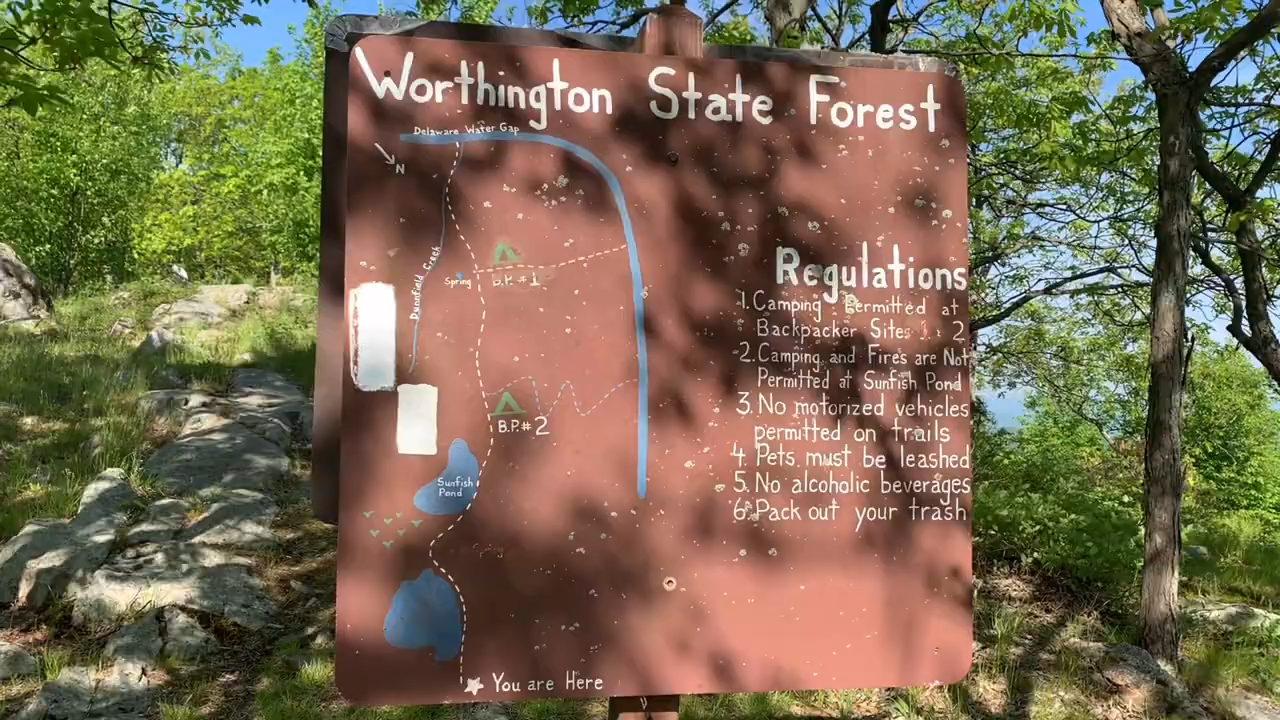 Worthington State Forest
Delaware Water Gap
N
Dunnfield Creek
Spring
B.P. #1
B.P.# 2
Sunfish
Pond
You are Here
Regulations
1. Camping Permitted at
Backpacker Sites 2
2. Camping and Fires are Not
Permitted at Sunfish Pond
3. No motorized vehicles
permitted on trails
4. Pets must be leashed
5. No alcoholic beverages
6. Pack out your trash